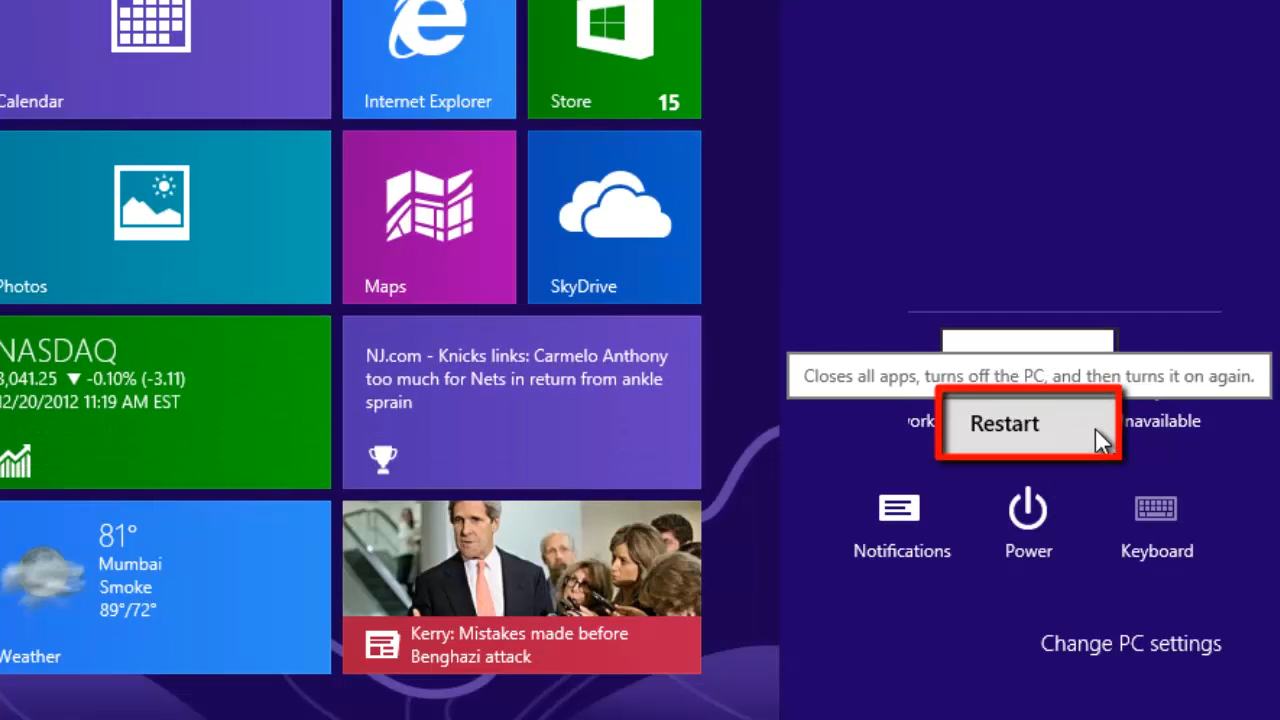 Calendar
Internet Explorer
Store
15
Photos
Maps
SkyDrive
NASDAQ
3,041.25 ▼ -0.10% (-3.11)
12/20/2012 11:19 AM EST
NJ.com - Knicks links: Carmelo Anthony
too much for Nets in return from ankle
sprain
81°
Mumbai
Smoke
89°/72°
Weather
Kerry: Mistakes made before
Benghazi attack
Closes all apps, turns off the PC, and then turns it on again.
Restart
Notifications
Power
Keyboard
Change PC settings